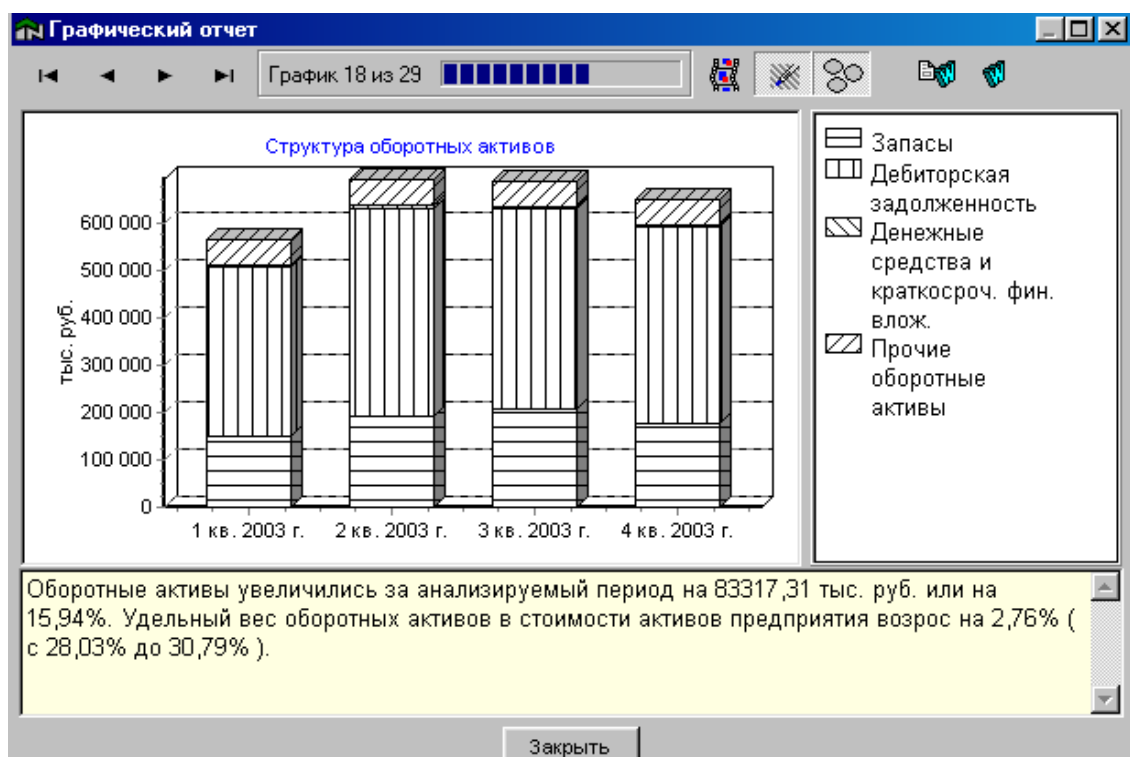 Графический отчет
График 18 из 29
Структура оборотных активов
тыс. руб.
600 000
500 000
400 000
300 000
200 000
100 000
0
1 кв. 2003 г. 2 кв. 2003 г. 3 кв. 2003 г. 4 кв. 2003 г.
Запасы
Дебиторская
задолженность
Денежные
средства и
краткосроч. фин.
влож.
Прочие
оборотные
активы
Оборотные активы увеличились за анализируемый период на 83317,31 тыс. руб. или на
15,94%. Удельный вес оборотных активов в стоимости активов предприятия возрос на 2,76% (
с 28,03% до 30,79% ).
Закрыть